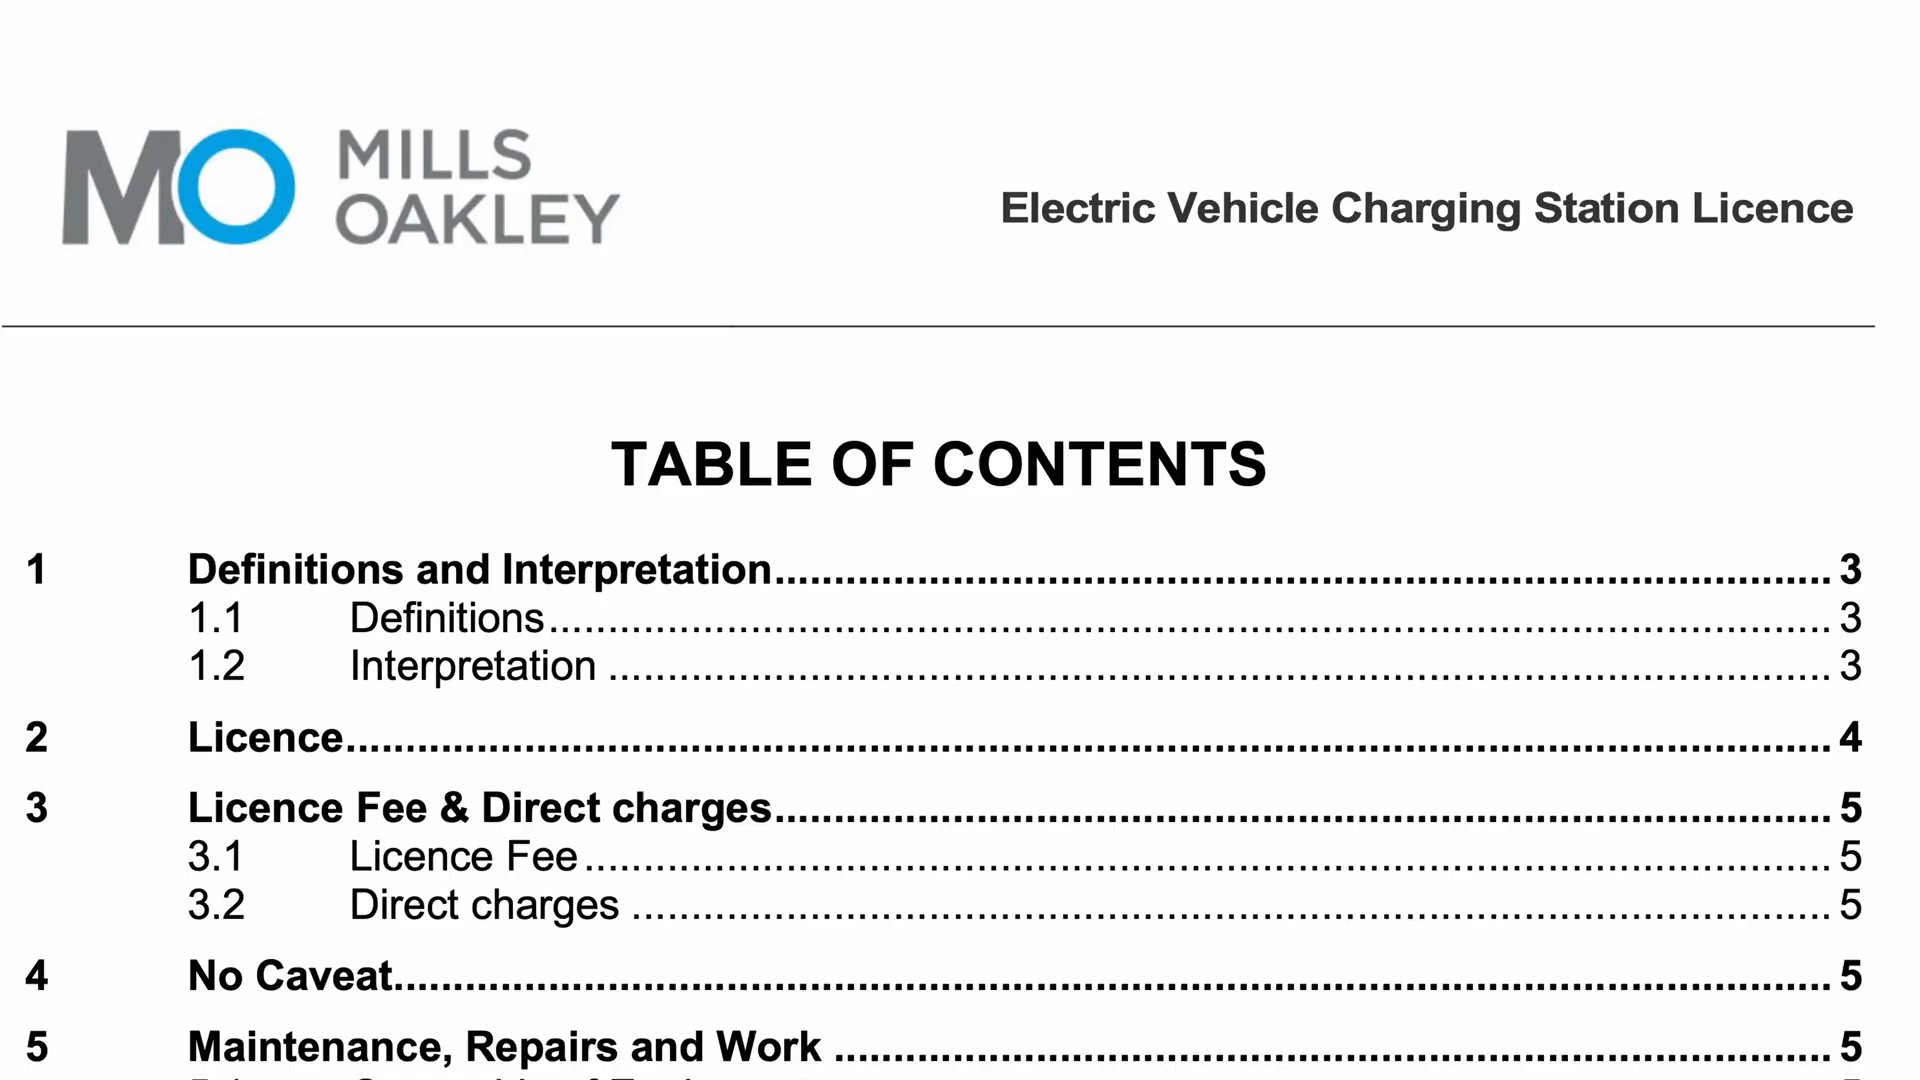 MO MILLS
OAKLEY
Electric Vehicle Charging Station Licence
TABLE OF CONTENTS
1 Definitions and Interpretation 3
1.1 Definitions 3
1.2 Interpretation 3
2 Licence 4
3 Licence Fee & Direct charges 5
3.1 Licence Fee 5
3.2 Direct charges 5
4 No Caveat 5
5 Maintenance, Repairs and Work 5